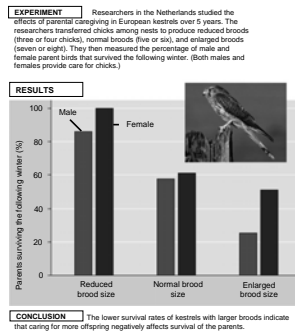 EXPERIMENT Researchers in the Netherlands studied the
effects of parental caregiving in European kestrels over 5 years. The
researchers transferred chicks among nests to produce reduced broods
(three or four chicks), normal broods (five or six), and enlarged broods
(seven or eight). They then measured the percentage of male and
female parent birds that survived the following winter. (Both males and
females provide care for chicks.)
RESULTS
Parents surviving the following winter (%)
100
80
60
40
20
0
Male
Female
Reduced
brood size
Normal brood
size
Enlarged
brood size
CONCLUSION The lower survival rates of kestrels with larger broods indicate
that caring for more offspring negatively affects survival of the parents.